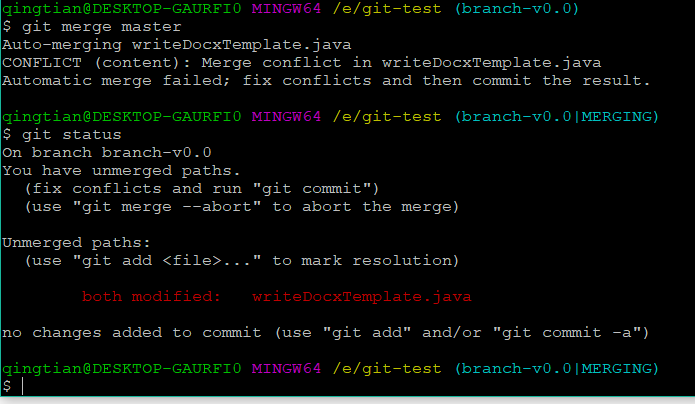 qingtian@DESKTOP-GAURFI0 MINGW64 /e/git-test (branch-v0.0)
$ git merge master
Auto-merging writeDocxTemplate.java
CONFLICT (content): Merge conflict in writeDocxTemplate.java
Automatic merge failed; fix conflicts and then commit the result.
qingtian@DESKTOP-GAURFI0 MINGW64 /e/git-test (branch-v0.0|MERGING)
$ git status
On branch branch-v0.0
You have unmerged paths.
  (fix conflicts and run "git commit")
  (use "git merge --abort" to abort the merge)
Unmerged paths:
  (use "git add <file>..." to mark resolution)
        both modified:   writeDocxTemplate.java
no changes added to commit (use "git add" and/or "git commit -a")
qingtian@DESKTOP-GAURFI0 MINGW64 /e/git-test (branch-v0.0|MERGING)
$